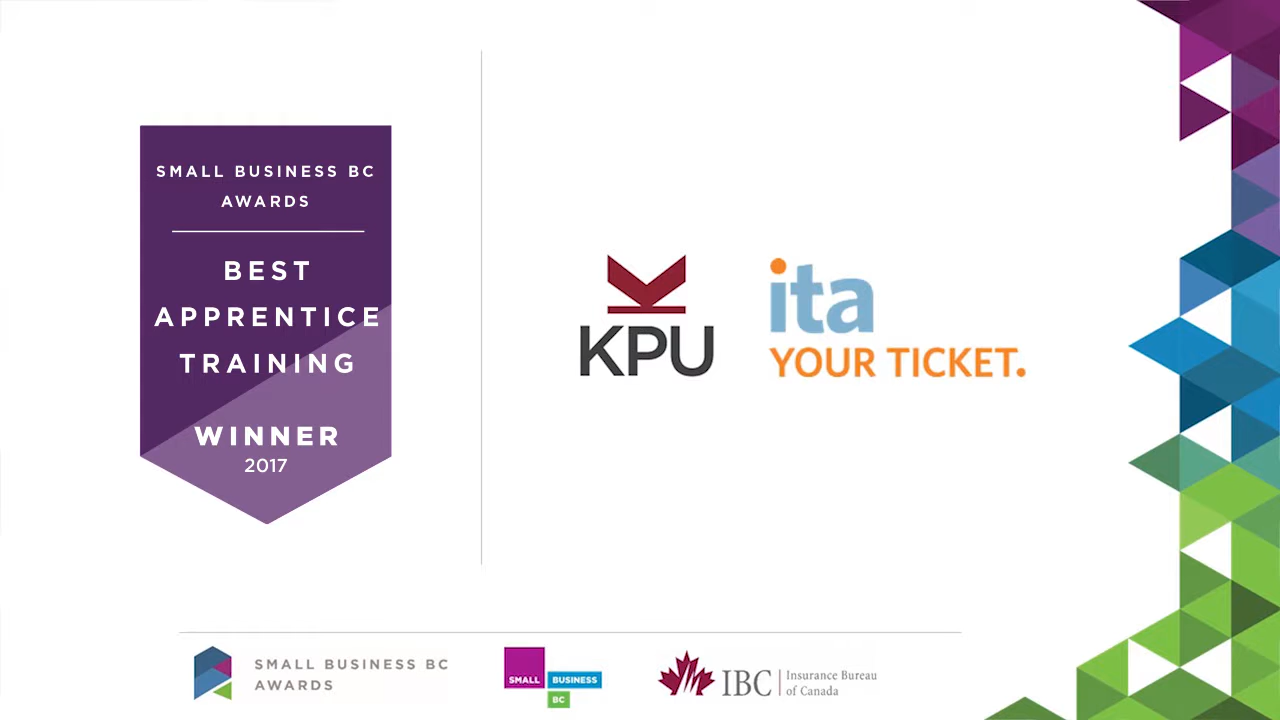 SMALL BUSINESS BC
AWARDS
BEST
APPRENTICE
TRAINING
WINNER
2017
KPU
ita
YOUR TICKET.
SMALL BUSINESS BC
AWARDS
SMALL BUSINESS
BC
IBC
Insurance Bureau
of Canada